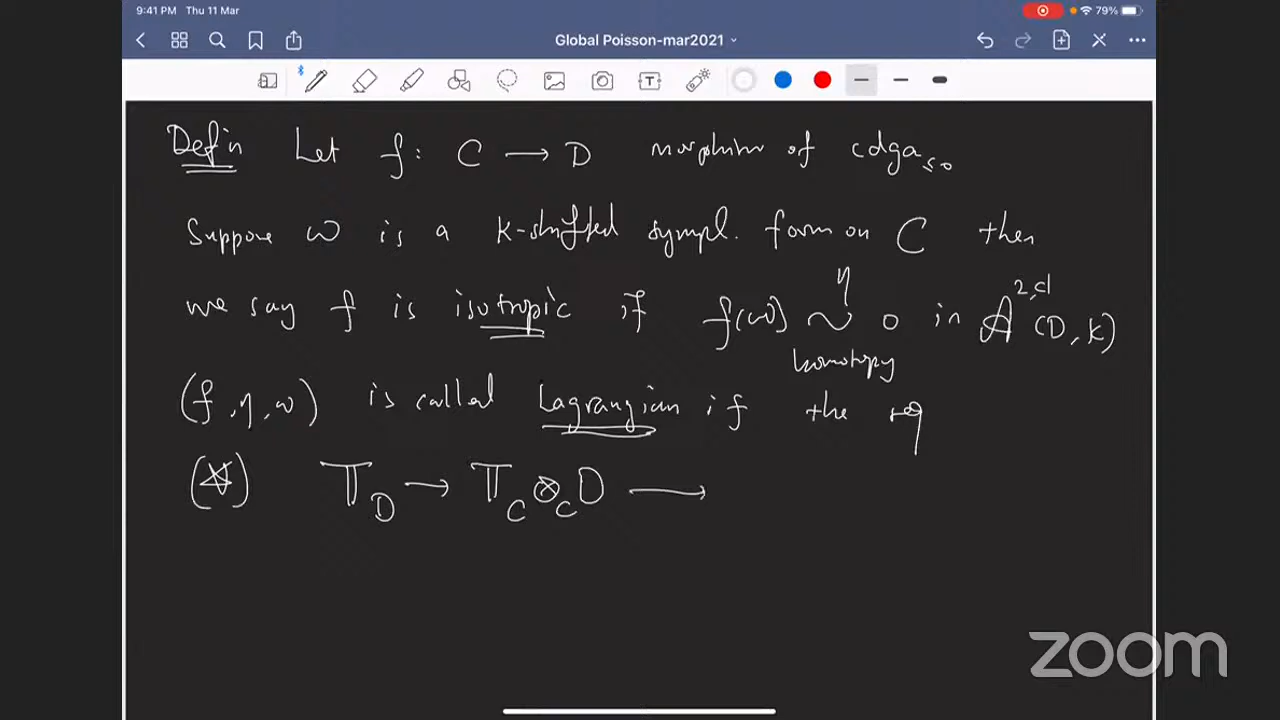 9:41 PM Thu 11 Mar
79%
Global Poisson-mar2021
Def'n Let f: C → D morphism of cdga≤0
Suppose ω is a k-shifted sympl. form on C then
we say f is isotropic if f(ω) ~ 0 in 𝔸^{2,cl}(D, k)
η
homotopy
(f, η, ω) is called Lagrangian if the
(☆) 𝕋_D → 𝕋_C ⊗_C D →
zoom